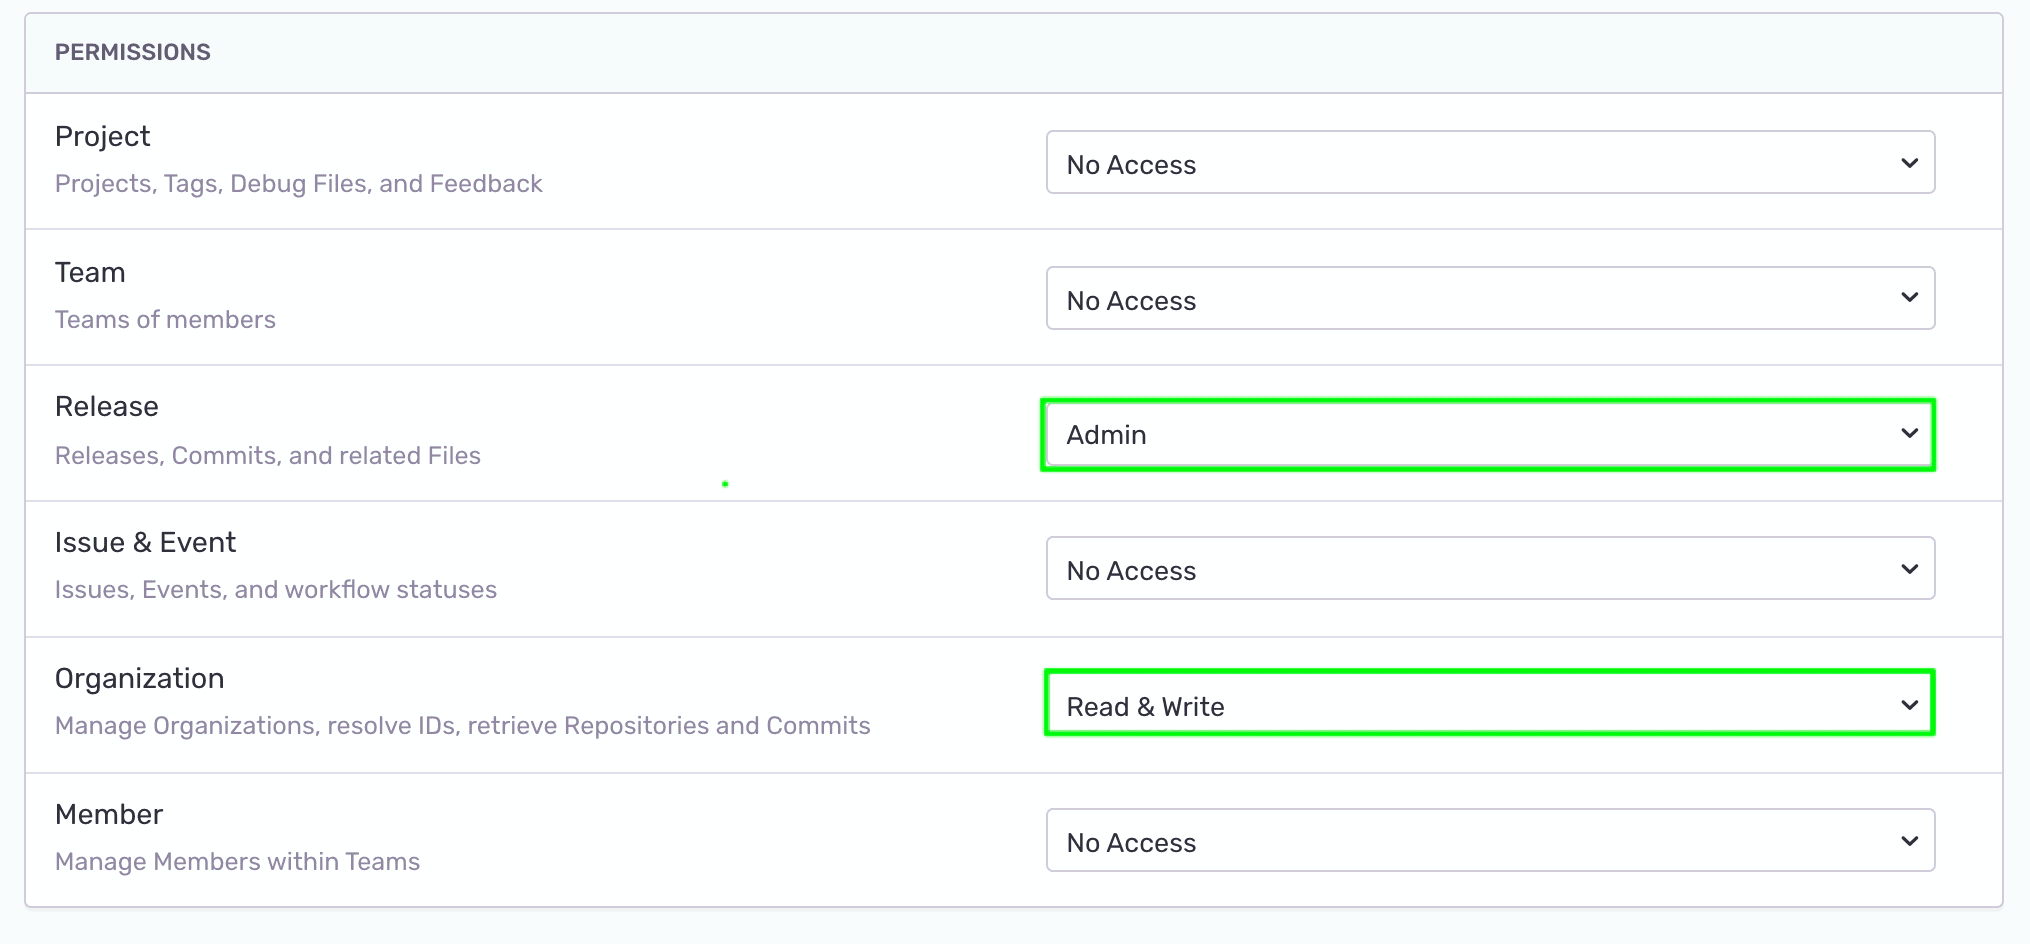 PERMISSIONS
Project
No Access
Projects, Tags, Debug Files, and Feedback
Team
No Access
Teams of members
Release
Admin
Releases, Commits, and related Files
Issue & Event
No Access
Issues, Events, and workflow statuses
Organization
Read & Write
Manage Organizations, resolve IDs, retrieve Repositories and Commits
Member
No Access
Manage Members within Teams